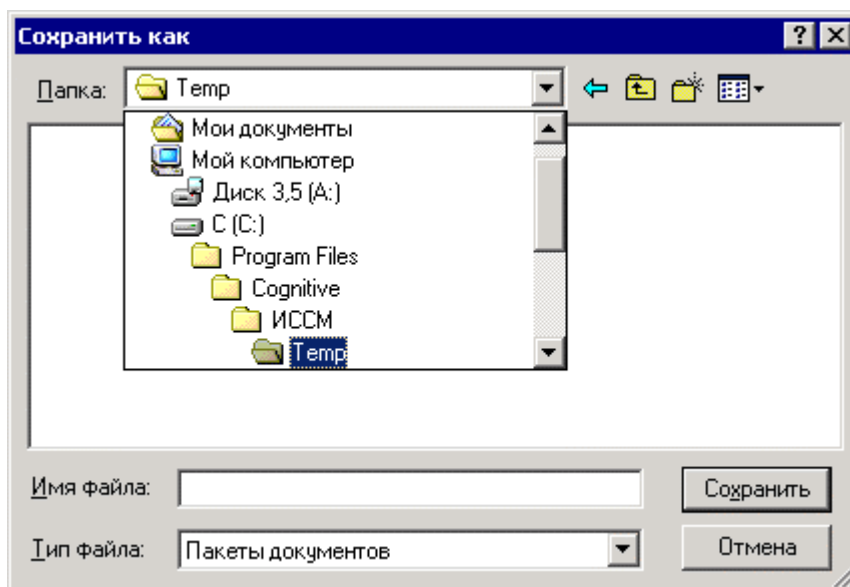 Сохранить как
Папка: Temp
Мои документы
Мой компьютер
Диск 3,5 (A:)
C (C:)
Program Files
Cognitive
ИССМ
Temp
Имя файла:
Сохранить
Тип файла: Пакеты документов
Отмена